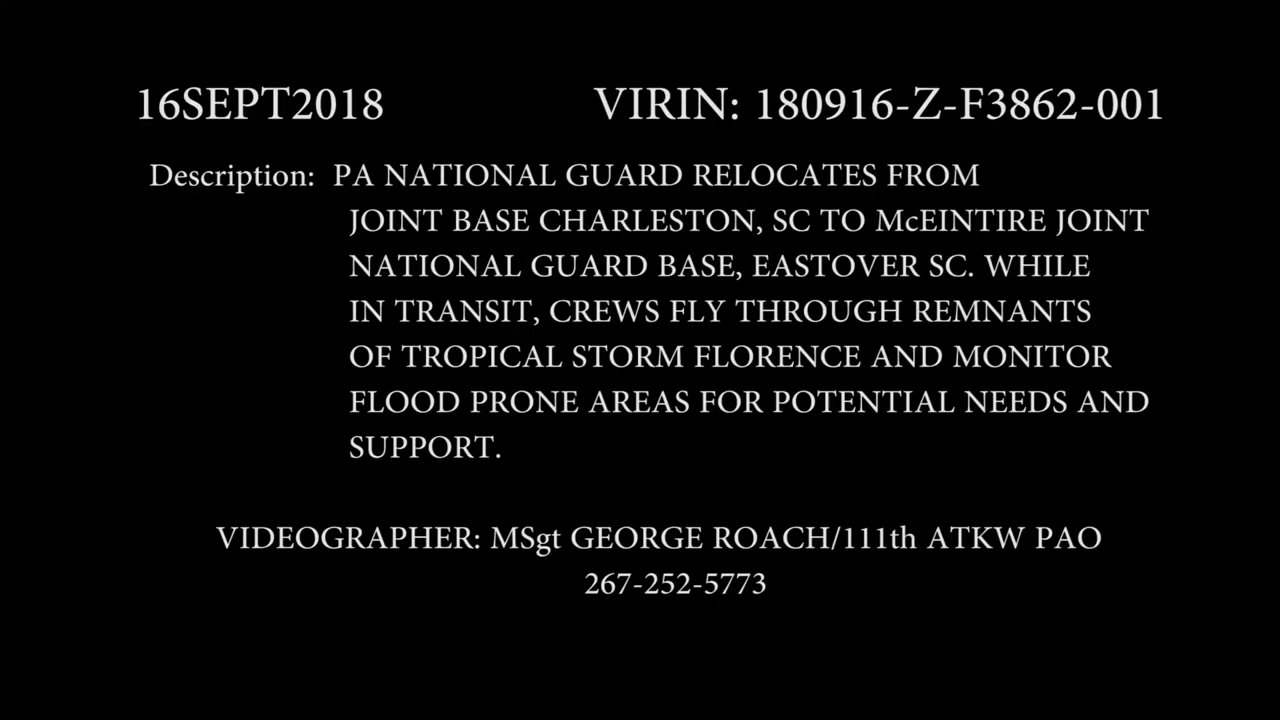 16SEPT2018 VIRIN: 180916-Z-F3862-001
Description: PA NATIONAL GUARD RELOCATES FROM
JOINT BASE CHARLESTON, SC TO McEINTIRE JOINT
NATIONAL GUARD BASE, EASTOVER SC. WHILE
IN TRANSIT, CREWS FLY THROUGH REMNANTS
OF TROPICAL STORM FLORENCE AND MONITOR
FLOOD PRONE AREAS FOR POTENTIAL NEEDS AND
SUPPORT.
VIDEOGRAPHER: MSgt GEORGE ROACH/111th ATKW PAO
267-252-5773